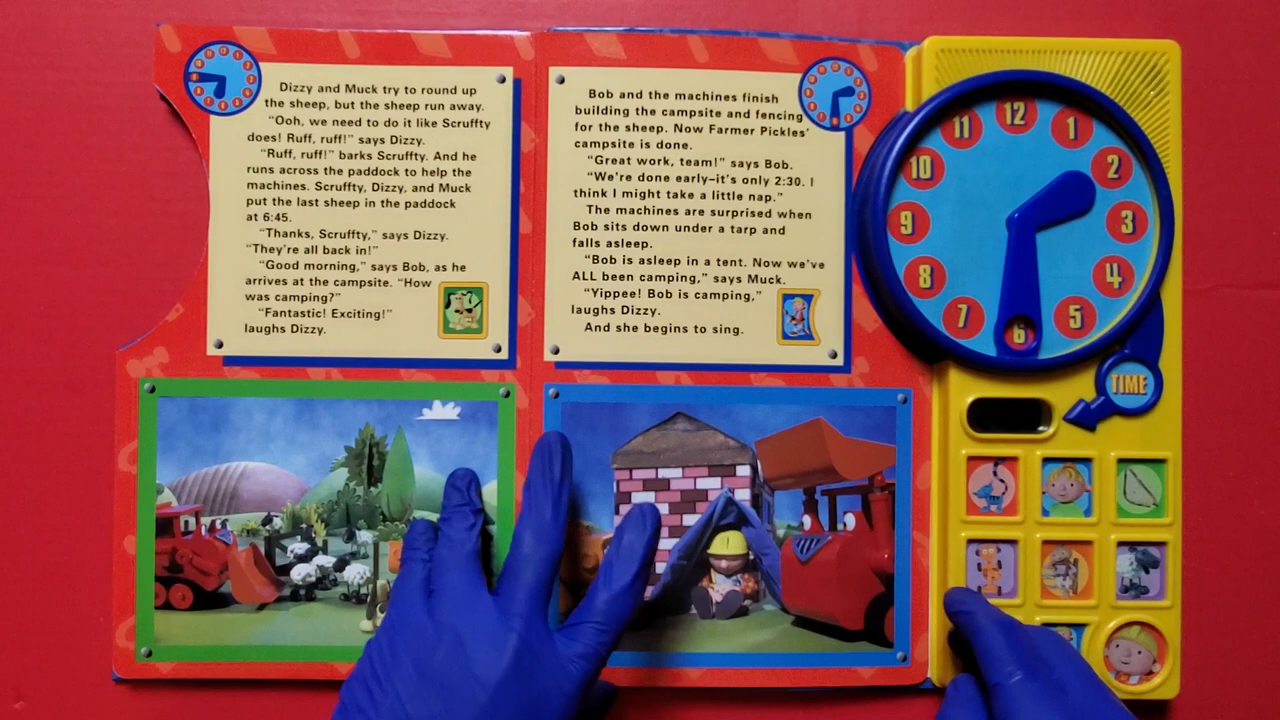 Dizzy and Muck try to round up
the sheep, but the sheep run away.
"Ooh, we need to do it like Scruffty
does! Ruff, ruff!" says Dizzy.
"Ruff, ruff!" barks Scruffty. And he
runs across the paddock to help the
machines. Scruffty, Dizzy, and Muck
put the last sheep in the paddock
at 6:45.
"Thanks, Scruffty," says Dizzy.
"They're all back in!"
"Good morning," says Bob, as he
arrives at the campsite. "How
was camping?"
"Fantastic! Exciting!"
laughs Dizzy.
Bob and the machines finish
building the campsite and fencing
for the sheep. Now Farmer Pickles'
campsite is done.
"Great work, team!" says Bob.
"We're done early–it's only 2:30. I
think I might take a little nap."
The machines are surprised when
Bob sits down under a tarp and
falls asleep.
"Bob is asleep in a tent. Now we've
ALL been camping," says Muck.
"Yippee! Bob is camping,"
laughs Dizzy.
And she begins to sing.
12
11
1
10
2
9
3
8
4
7
5
6
TIME